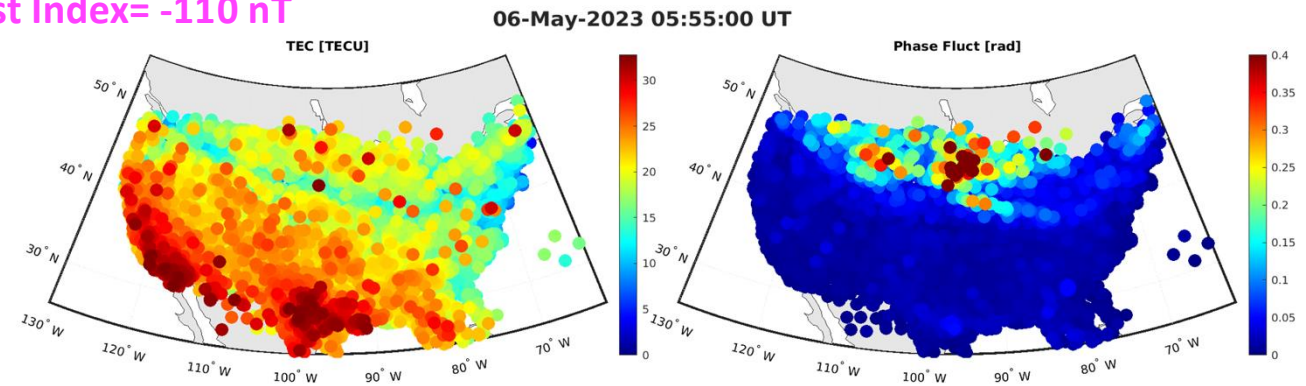 st Index= -110 nT
06-May-2023 05:55:00 UT
TEC [TECU]
50° N
40° N
30° N
130° W
120° W
110° W
100° W
90° W
80° W
70° W
30
25
20
15
10
5
0
Phase Fluct [rad]
50° N
40° N
30° N
130° W
120° W
110° W
100° W
90° W
80° W
70° W
0.4
0.35
0.3
0.25
0.2
0.15
0.1
0.05
0